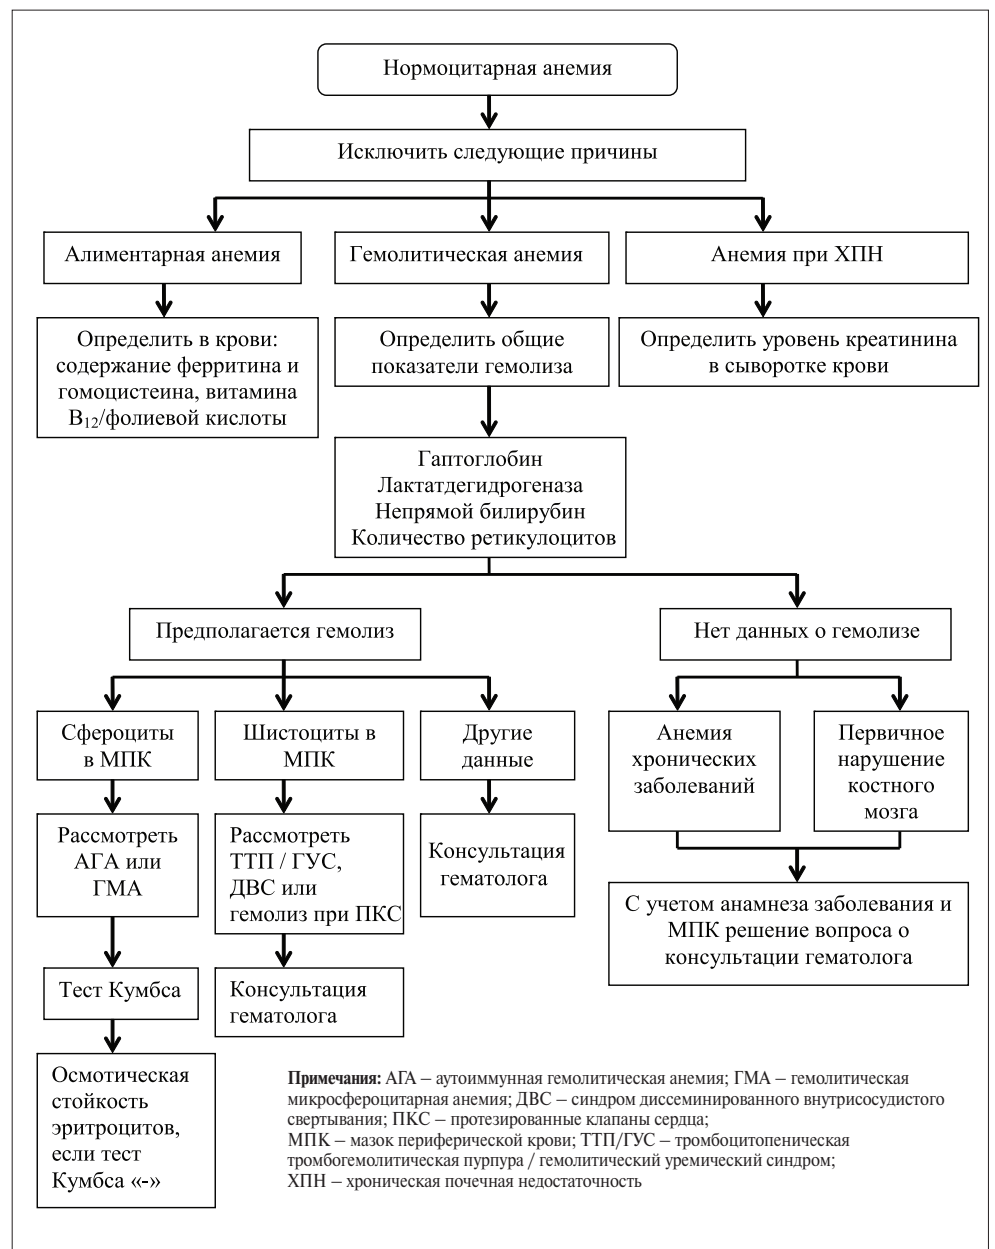 Нормоцитарная анемия
Исключить следующие причины
Алиментарная анемия
Гемолитическая анемия
Анемия при ХПН
Определить в крови:
содержание ферритина и
гомоцистеина, витамина
B₁₂/фолиевой кислоты
Определить общие
показатели гемолиза
Определить уровень креатинина
в сыворотке крови
Гаптоглобин
Лактатдегидрогеназа
Непрямой билирубин
Количество ретикулоцитов
Предполагается гемолиз
Нет данных о гемолизе
Сфероциты
в МПК
Шистоциты в
МПК
Другие
данные
Анемия
хронических
заболеваний
Первичное
нарушение
костного
мозга
Рассмотреть
АГА или
ГМА
Рассмотреть
ТТП / ГУС,
ДВС или
гемолиз при ПКС
Консультация
гематолога
С учетом анамнеза заболевания и
МПК решение вопроса о
консультации гематолога
Тест Кумбса
Консультация
гематолога
Осмотическая
стойкость
эритроцитов,
если тест
Кумбса «-»
Примечания: АГА – аутоиммунная гемолитическая анемия; ГМА – гемолитическая
микросфероцитарная анемия; ДВС – синдром диссеминированного внутрисосудистого
свертывания; ПКС – протезированные клапаны сердца;
МПК – мазок периферической крови; ТТП/ГУС – тромбоцитопеническая
тромбогемолитическая пурпура / гемолитический уремический синдром;
ХПН – хроническая почечная недостаточность